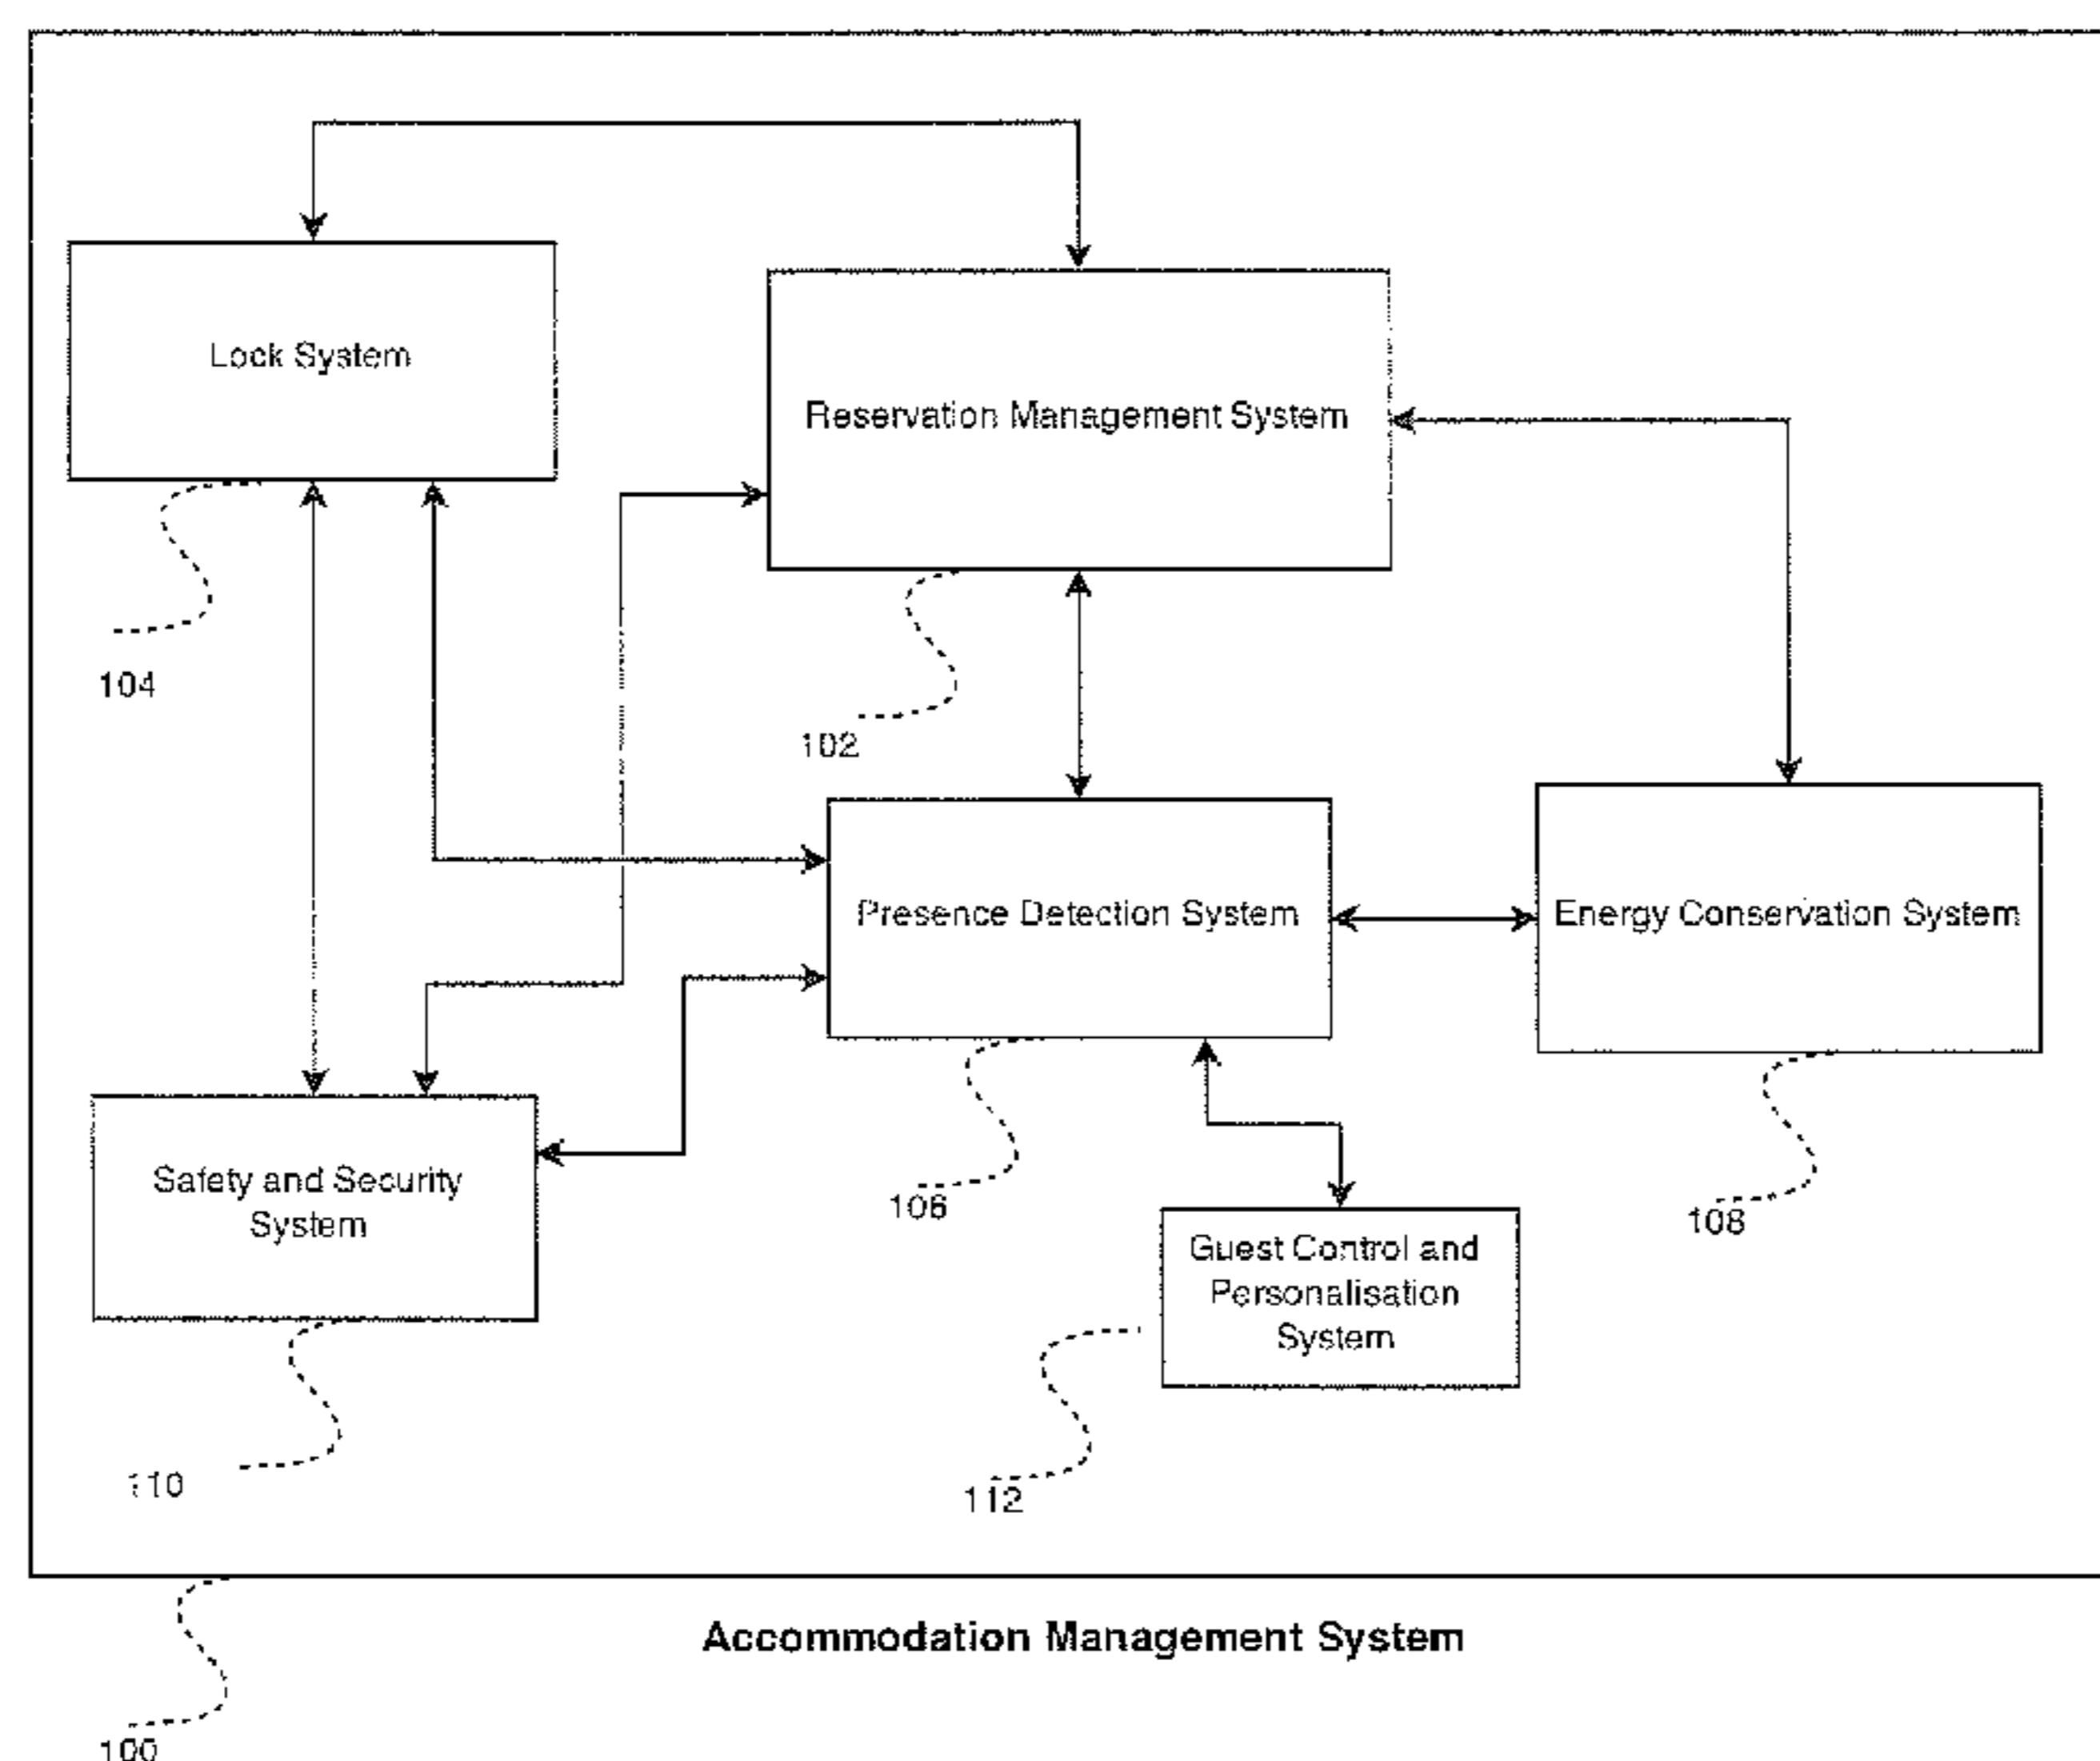 Lock System
Reservation Management System
104
102
Presence Detection System
Energy Conservation System
Safety and Security
System
106
108
Guest Control and
Personalisation
System
110
112
Accommodation Management System
100